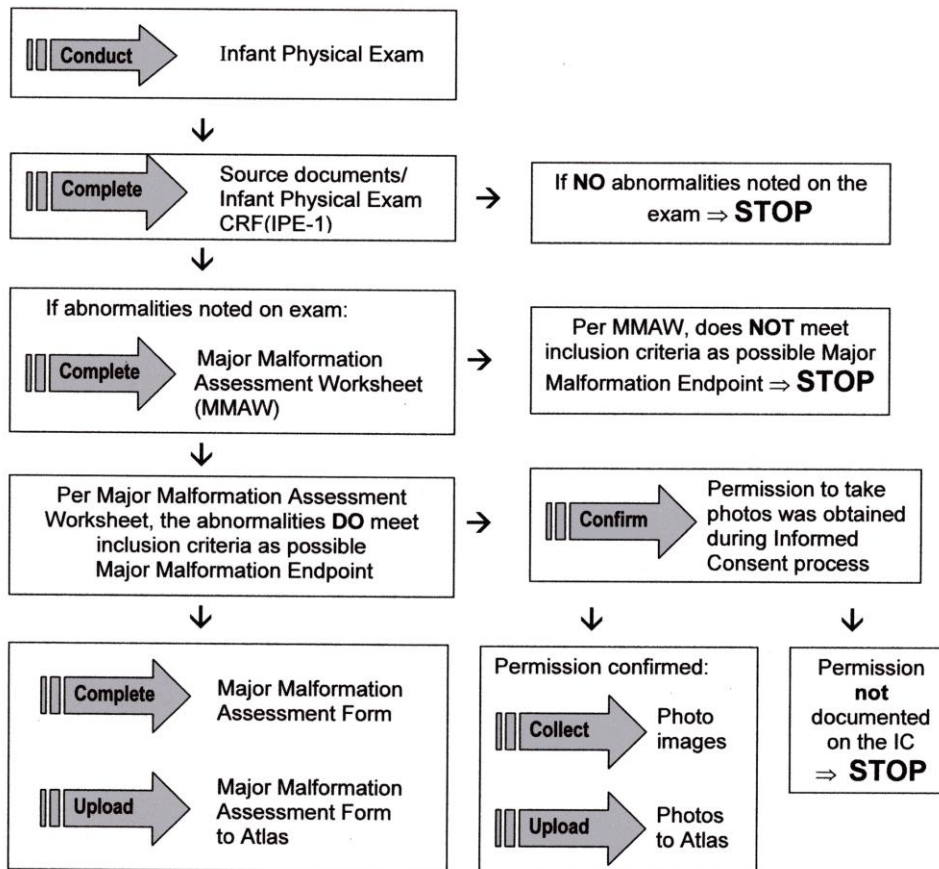 Conduct
Infant Physical Exam
Complete
Source documents/
Infant Physical Exam
CRF(IPE-1)
If NO abnormalities noted on the
exam ⇒ STOP
If abnormalities noted on exam:
Complete
Major Malformation
Assessment Worksheet
(MMAW)
Per MMAW, does NOT meet
inclusion criteria as possible Major
Malformation Endpoint ⇒ STOP
Per Major Malformation Assessment
Worksheet, the abnormalities DO meet
inclusion criteria as possible
Major Malformation Endpoint
Confirm
Permission to take
photos was obtained
during Informed
Consent process
Complete
Major Malformation
Assessment Form
Upload
Major Malformation
Assessment Form
to Atlas
Permission confirmed:
Collect
Photo
images
Upload
Photos
to Atlas
Permission
not
documented
on the IC
⇒ STOP